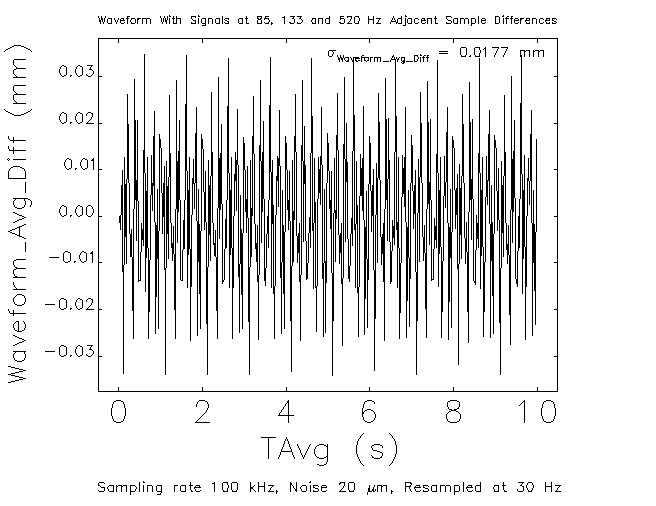 Waveform With Signals at 85, 133 and 520 Hz Adjacent Sample Differences
σWaveform_Avg_Diff = 0.0177 mm
Waveform_Avg_Diff (mm)
0.03
0.02
0.01
0.00
−0.01
−0.02
−0.03
0 2 4 6 8 10
TAvg (s)
Sampling rate 100 kHz, Noise 20 μm, Resampled at 30 Hz